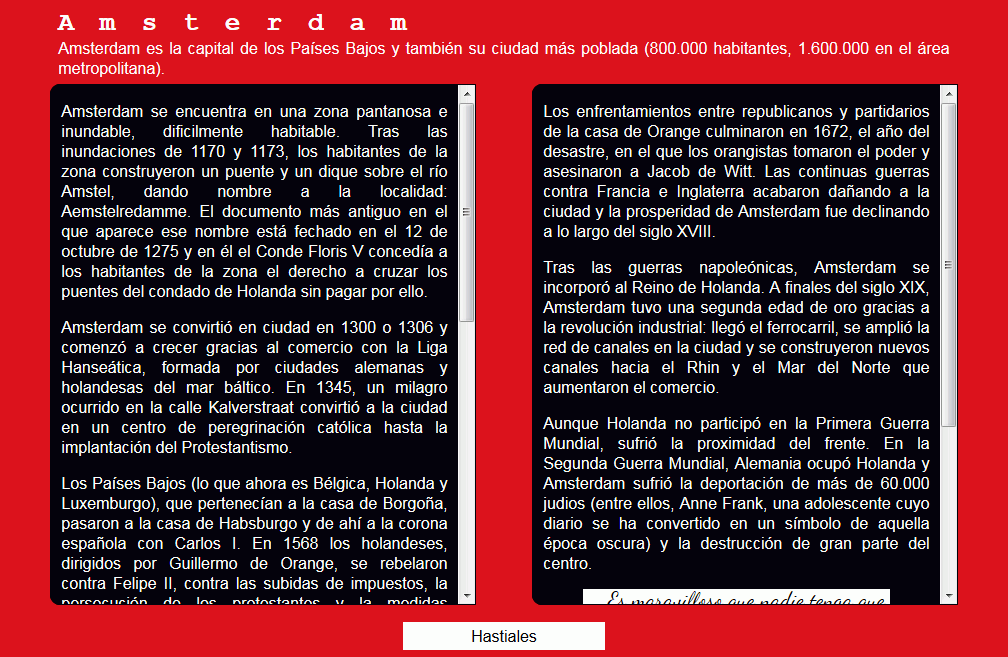 A m s t e r d a m
Amsterdam es la capital de los Países Bajos y también su ciudad más poblada (800.000 habitantes, 1.600.000 en el área
metropolitana).
Amsterdam se encuentra en una zona pantanosa e
inundable, dificilmente habitable. Tras las
inundaciones de 1170 y 1173, los habitantes de la
zona construyeron un puente y un dique sobre el río
Amstel, dando nombre a la localidad:
Aemstelredamme. El documento más antiguo en el
que aparece ese nombre está fechado en el 12 de
octubre de 1275 y en él el Conde Floris V concedía a
los habitantes de la zona el derecho a cruzar los
puentes del condado de Holanda sin pagar por ello.
Amsterdam se convirtió en ciudad en 1300 o 1306 y
comenzó a crecer gracias al comercio con la Liga
Hanseática, formada por ciudades alemanas y
holandesas del mar báltico. En 1345, un milagro
ocurrido en la calle Kalverstraat convirtió a la ciudad
en un centro de peregrinación católica hasta la
implantación del Protestantismo.
Los Países Bajos (lo que ahora es Bélgica, Holanda y
Luxemburgo), que pertenecían a la casa de Borgoña,
pasaron a la casa de Habsburgo y de ahí a la corona
española con Carlos I. En 1568 los holandeses,
dirigidos por Guillermo de Orange, se rebelaron
contra Felipe II, contra las subidas de impuestos, la
persecución de los protestantes y la medidas
Los enfrentamientos entre republicanos y partidarios
de la casa de Orange culminaron en 1672, el año del
desastre, en el que los orangistas tomaron el poder y
asesinaron a Jacob de Witt. Las continuas guerras
contra Francia e Inglaterra acabaron dañando a la
ciudad y la prosperidad de Amsterdam fue declinando
a lo largo del siglo XVIII.
Tras las guerras napoleónicas, Amsterdam se
incorporó al Reino de Holanda. A finales del siglo XIX,
Amsterdam tuvo una segunda edad de oro gracias a
la revolución industrial: llegó el ferrocarril, se amplió la
red de canales en la ciudad y se construyeron nuevos
canales hacia el Rhin y el Mar del Norte que
aumentaron el comercio.
Aunque Holanda no participó en la Primera Guerra
Mundial, sufrió la proximidad del frente. En la
Segunda Guerra Mundial, Alemania ocupó Holanda y
Amsterdam sufrió la deportación de más de 60.000
judios (entre ellos, Anne Frank, una adolescente cuyo
diario se ha convertido en un símbolo de aquella
época oscura) y la destrucción de gran parte del
centro.
Es maravilloso que nadie tenga que
Hastiales